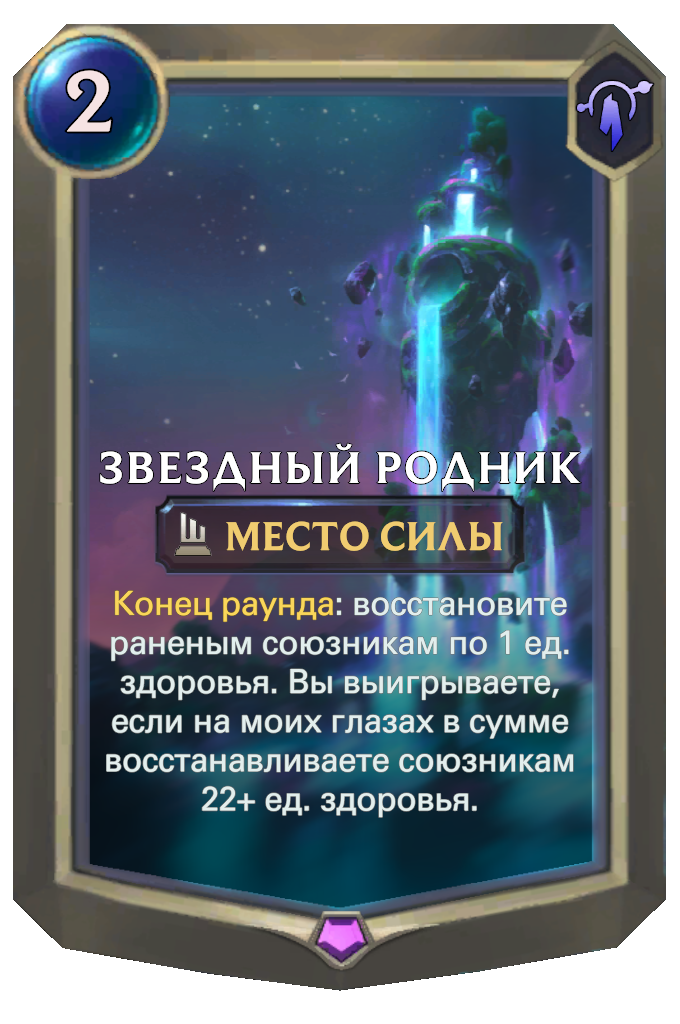 2
ЗВЕЗДНЫЙ РОДНИК
МЕСТО СИЛЫ
Конец раунда: восстановите
раненым союзникам по 1 ед.
здоровья. Вы выигрываете,
если на моих глазах в сумме
восстанавливаете союзникам
22+ ед. здоровья.